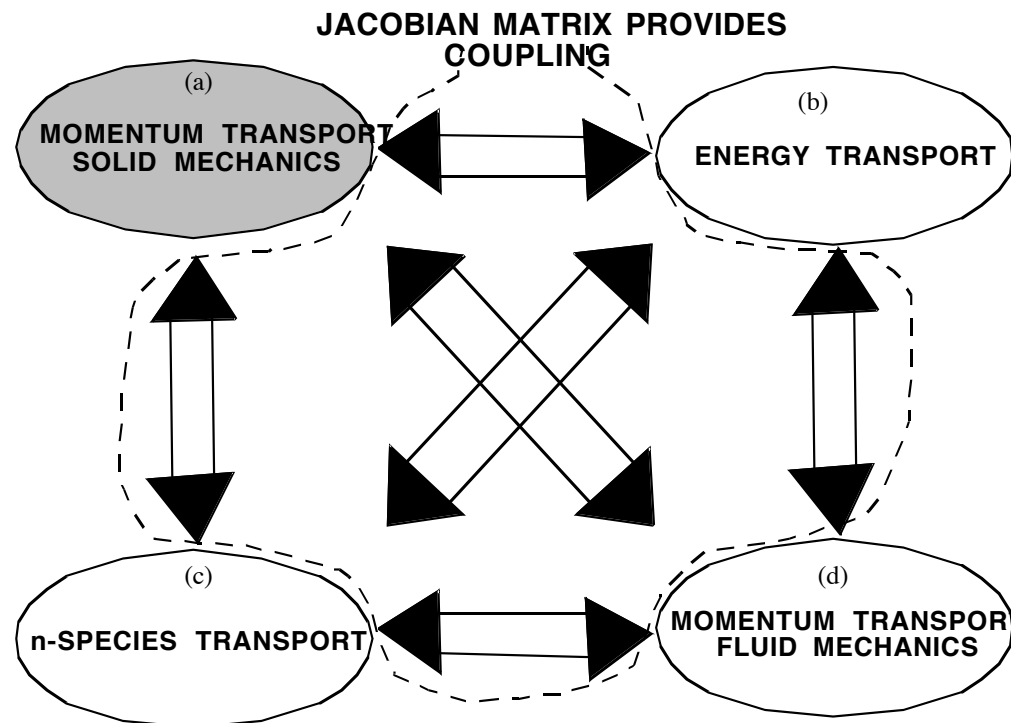 JACOBIAN MATRIX PROVIDES
COUPLING
(a)
MOMENTUM TRANSPORT
SOLID MECHANICS
(b)
ENERGY TRANSPORT
(c)
n-SPECIES TRANSPORT
(d)
MOMENTUM TRANSPOR
FLUID MECHANICS